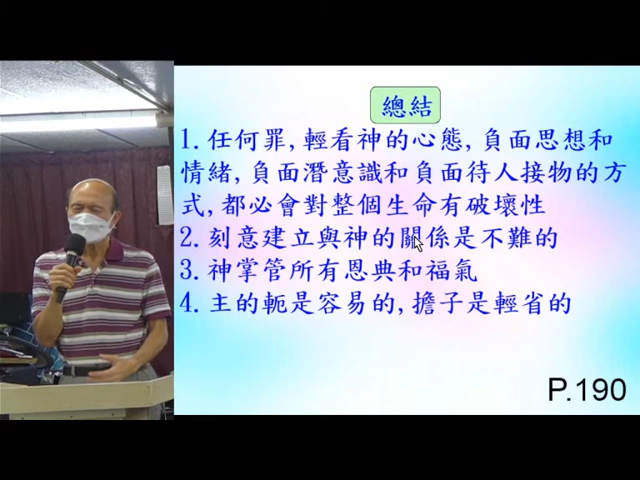 總結
1.任何罪,輕看神的心態,負面思想和
情緒,負面潛意識和負面待人接物的方
式,都必會對整個生命有破壞性
2.刻意建立與神的關係是不難的
3.神掌管所有恩典和福氣
4.主的軛是容易的,擔子是輕省的
P.190